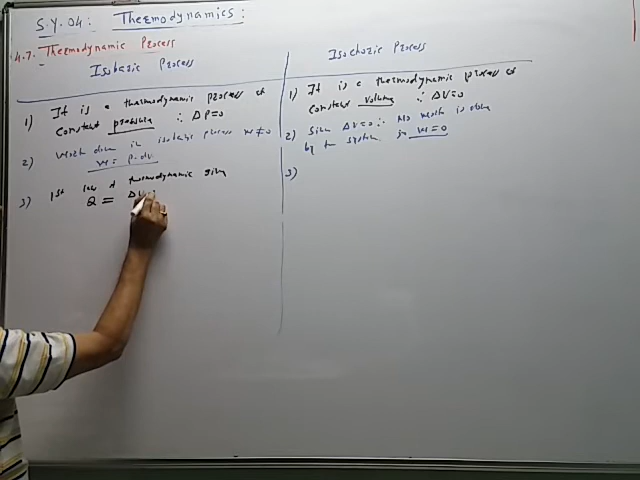 S.Y. 04: Thermodynamics:
4.7. Thermodynamic Process
Isobaric Process
1) It is a thermodynamic process at
constant pressure ∴ ΔP=0
2) Work done in isobaric process W≠0
W = P.dv
3) 1st law of thermodynamic given
Q = ΔU
Isochoric Process
1) It is a thermodynamic process at
constant volume ∴ ΔV=0
2) Since ΔV=0 ∴ No work is done
by the system W=0
3)